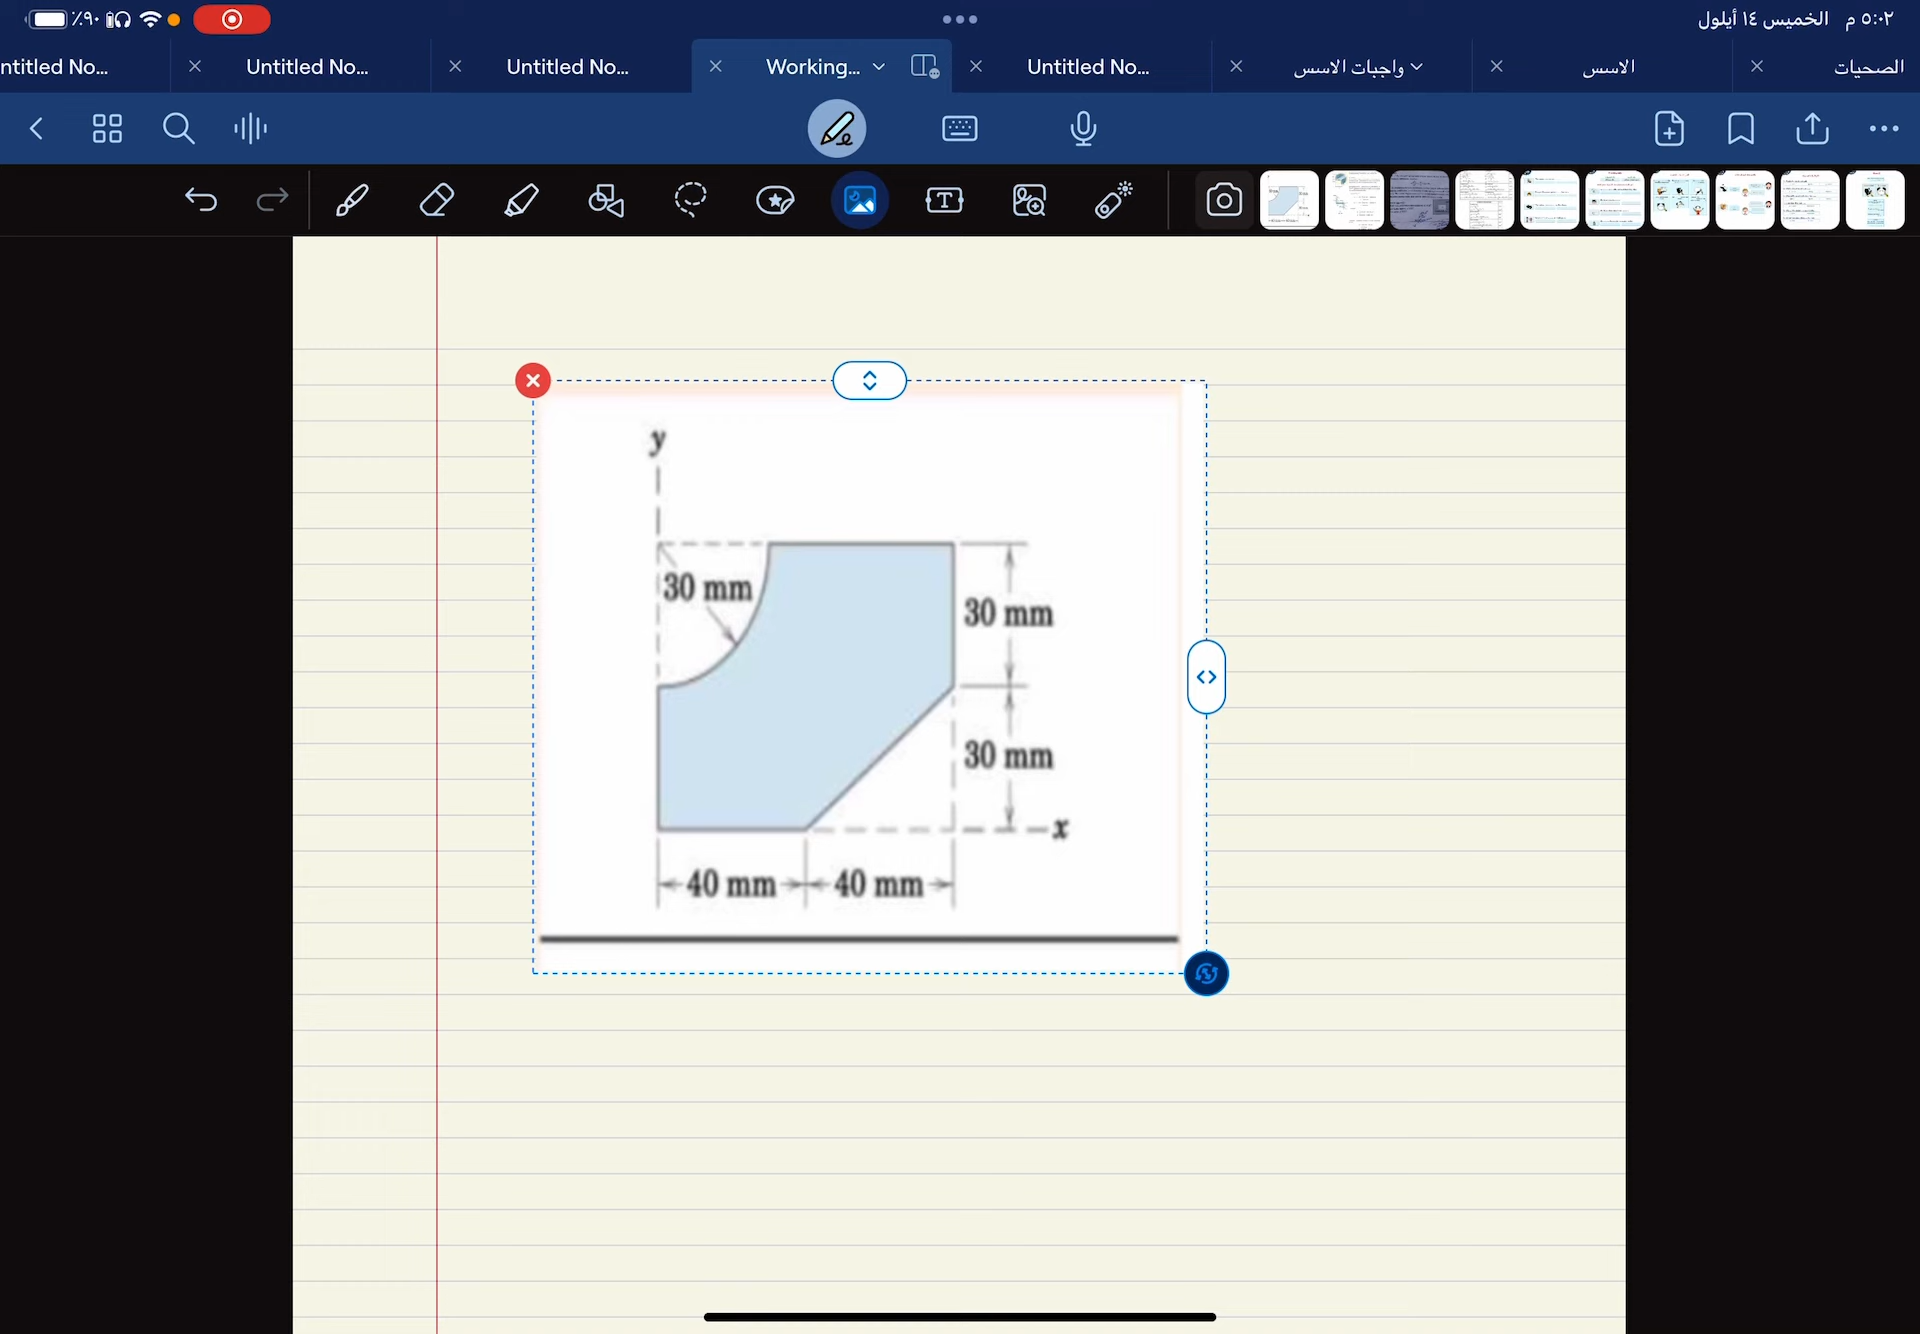 ٪٩٠
٥:٠٢ م الخميس ١٤ أيلول
ntitled No...
Untitled No...
Untitled No...
Working...
Untitled No...
واجبات الاسس
الاسس
الصحيات
y
30 mm
30 mm
30 mm
x
40 mm
40 mm